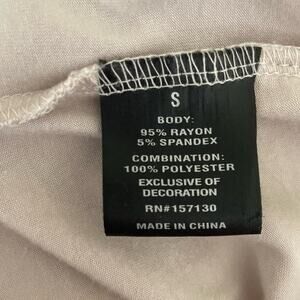 S
BODY:
95% RAYON
5% SPANDEX
COMBINATION:
100% POLYESTER
EXCLUSIVE OF
DECORATION
RN#157130
MADE IN CHINA